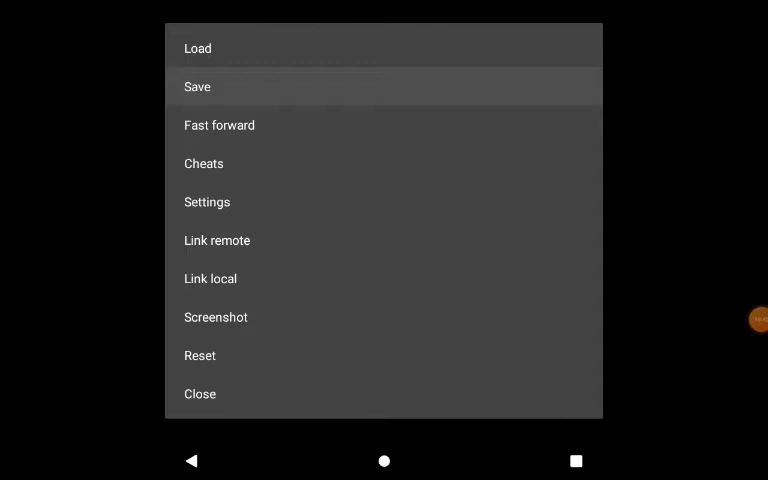 Load
Save
Fast forward
Cheats
Settings
Link remote
Link local
Screenshot
Reset
Close